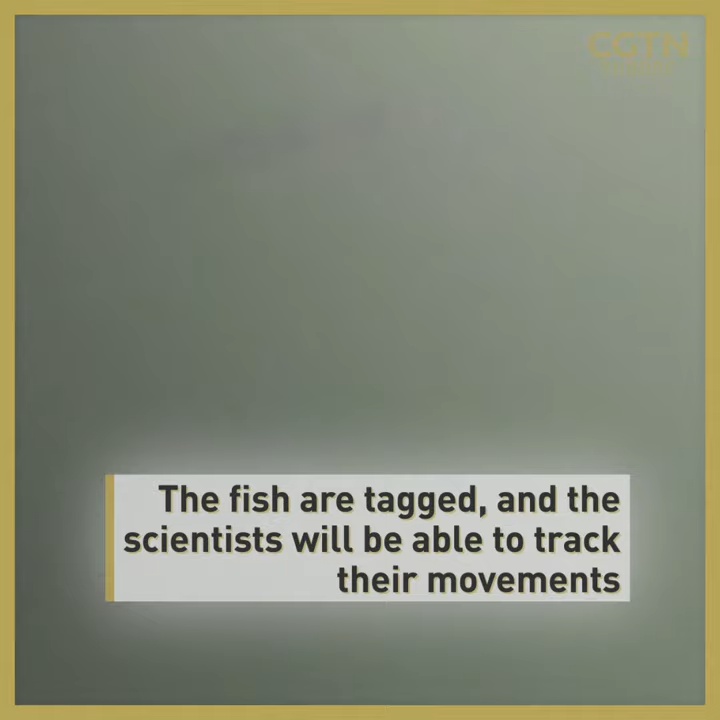 CGTN
The fish are tagged, and the
scientists will be able to track
their movements